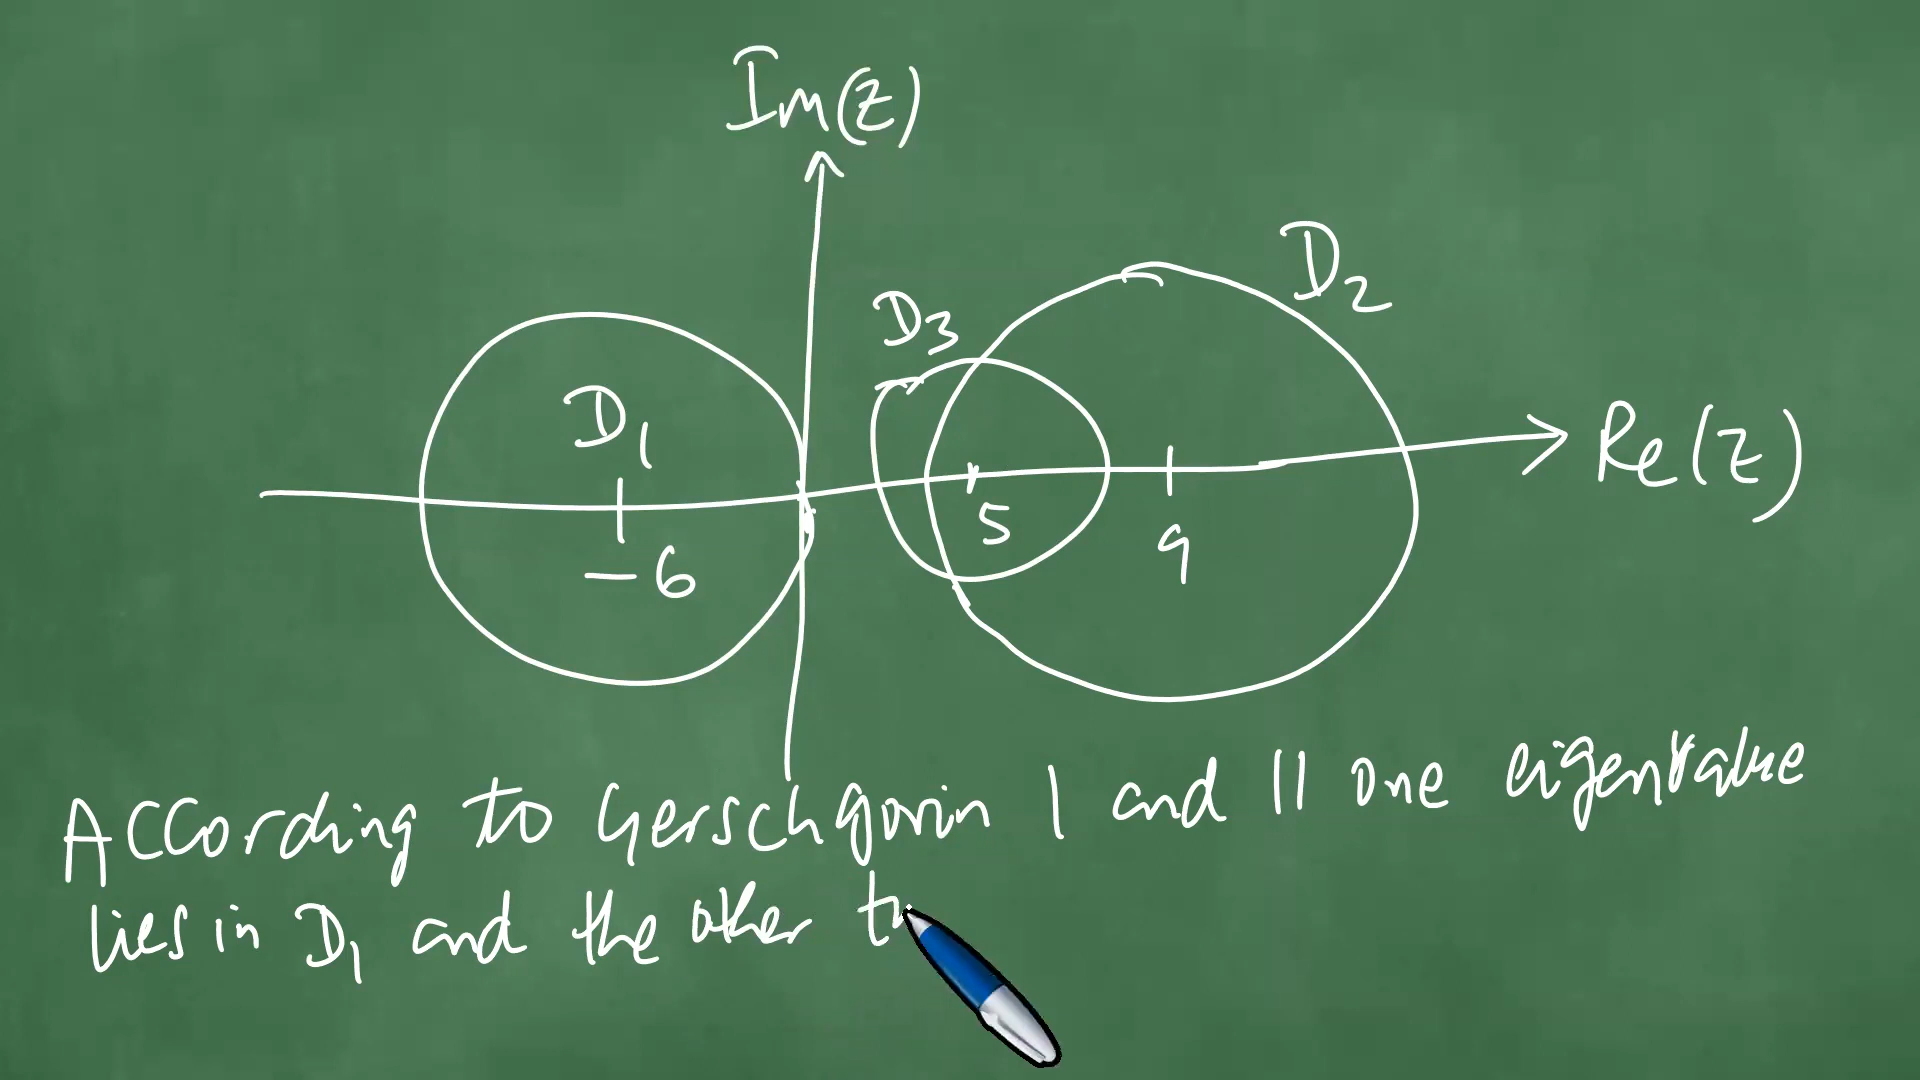 Im(z)
D2
D3
D1
Re(z)
5
9
-6
According to Gerschgorin I and II one eigenvalue
lies in D1 and the other